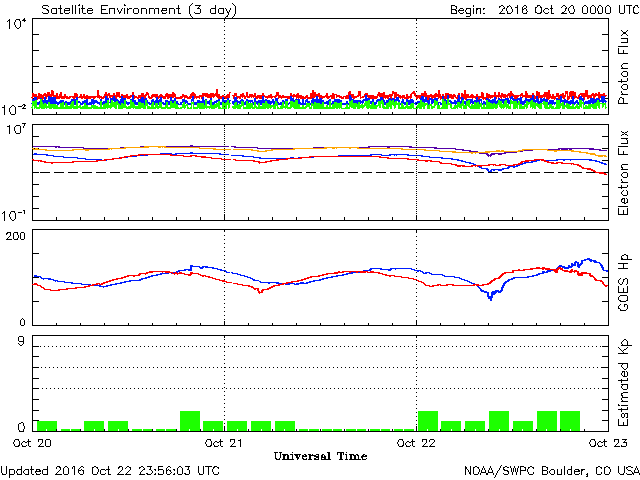 Satellite Environment (3 day) Begin: 2016 Oct 20 0000 UTC
10⁴
10⁻²
Proton Flux
10⁷
10⁻¹
Electron Flux
200
0
GOES Hp
9
0
Estimated Kp
Oct 20 Oct 21 Oct 22 Oct 23
Universal Time
Updated 2016 Oct 22 23:56:03 UTC NOAA/SWPC Boulder, CO USA